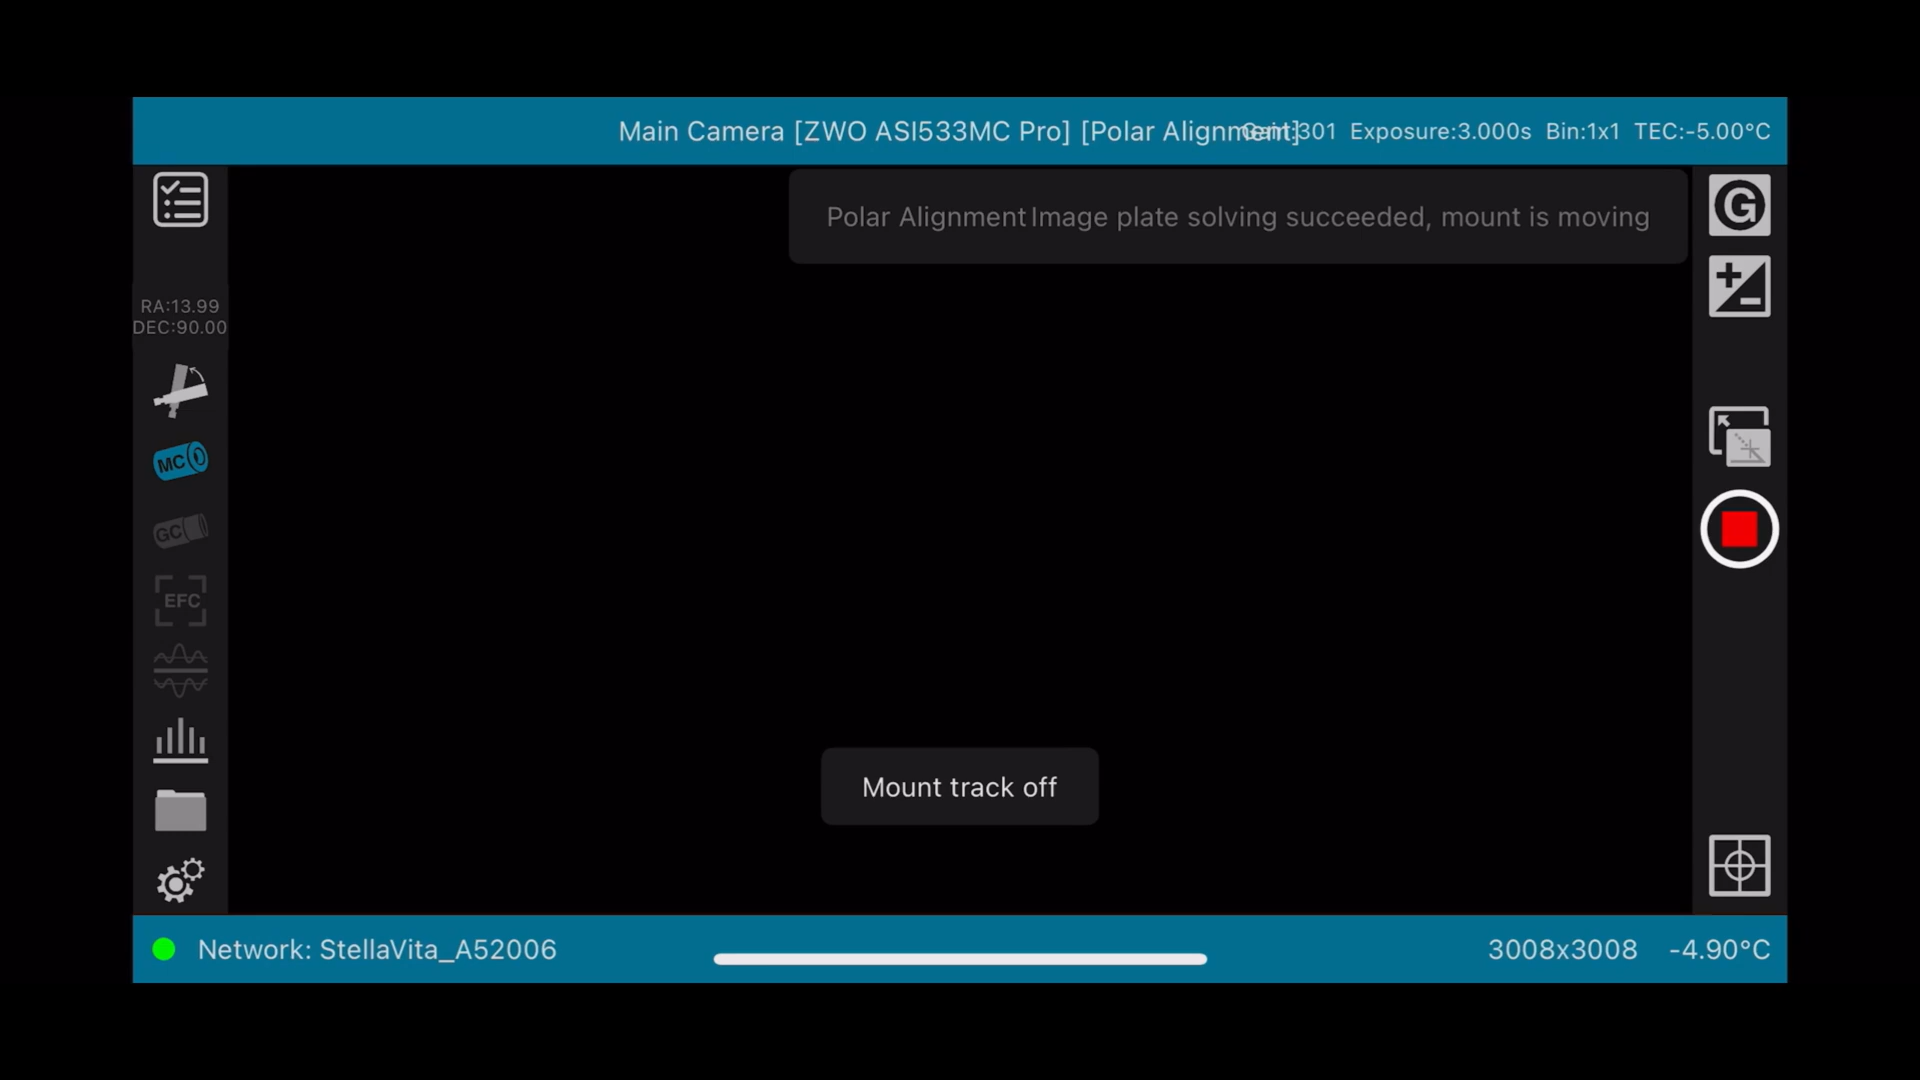 Main Camera [ZWO ASI533MC Pro] [Polar Alignment]
Gain:301 Exposure:3.000s Bin:1x1 TEC:-5.00°C
Polar Alignment Image plate solving succeeded, mount is moving
G
RA:13.99
DEC:90.00
MC
GC
EFC
Mount track off
Network: StellaVita_A52006
3008x3008 -4.90°C